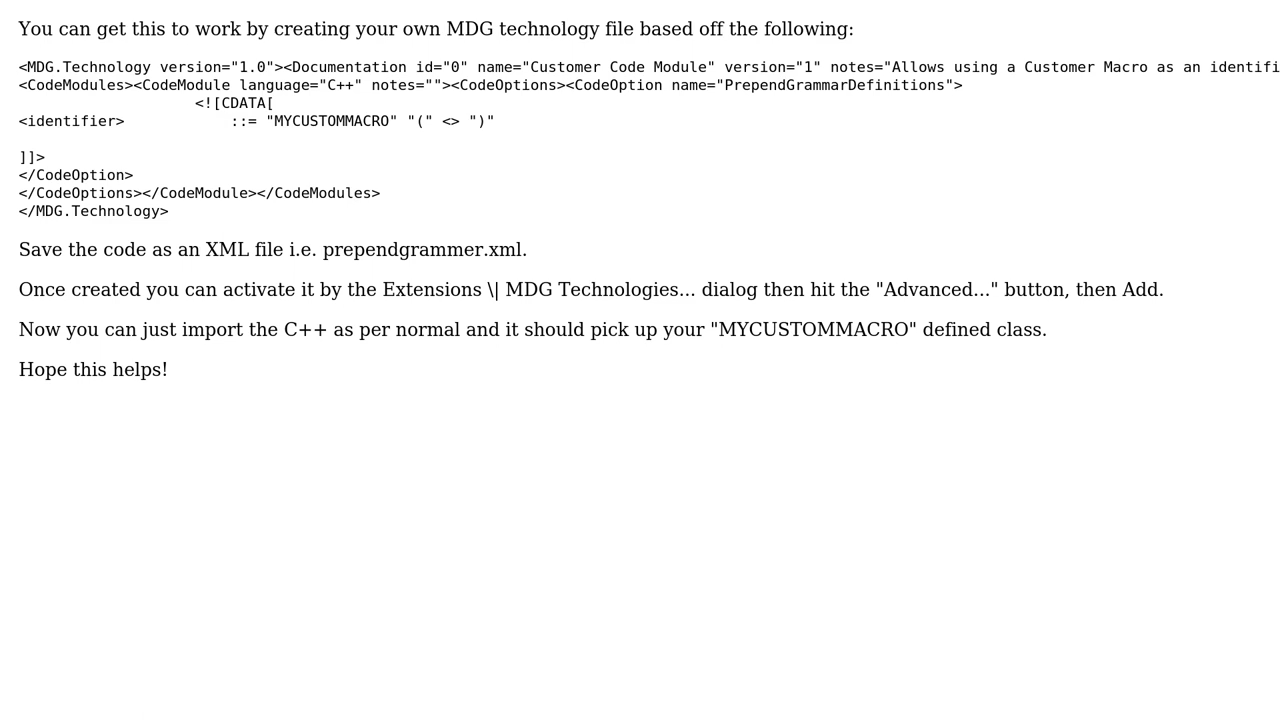 You can get this to work by creating your own MDG technology file based off the following:
<MDG.Technology version="1.0"><Documentation id="0" name="Customer Code Module" version="1" notes="Allows using a Customer Macro as an identifi
<CodeModules><CodeModule language="C++" notes=""><CodeOptions><CodeOption name="PrependGrammarDefinitions">
                    <![CDATA[
<identifier>            ::= "MYCUSTOMMACRO" "(" <> ")"
]]>
</CodeOption>
</CodeOptions></CodeModule></CodeModules>
</MDG.Technology>
Save the code as an XML file i.e. prependgrammer.xml.
Once created you can activate it by the Extensions \| MDG Technologies... dialog then hit the "Advanced..." button, then Add.
Now you can just import the C++ as per normal and it should pick up your "MYCUSTOMMACRO" defined class.
Hope this helps!